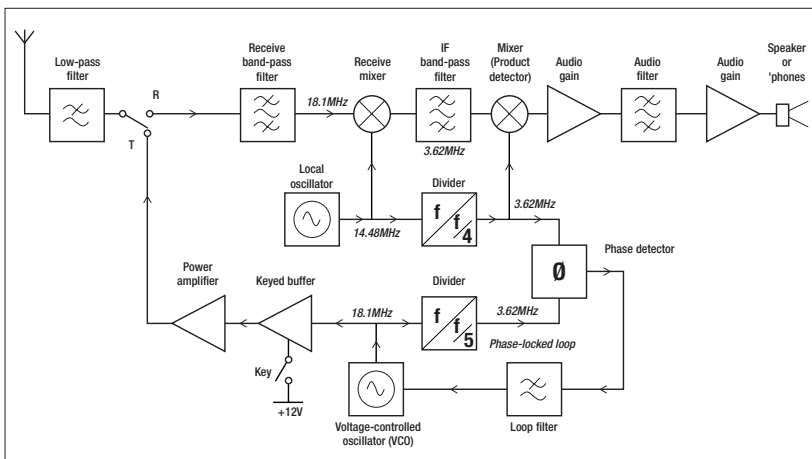 Low-pass
filter
R
T
Receive
band-pass
filter
18.1MHz
Receive
mixer
IF
band-pass
filter
3.62MHz
Mixer
(Product
detector)
Audio
gain
Audio
filter
Audio
gain
Speaker
or
'phones
Local
oscillator
14.48MHz
Divider
f
f/4
3.62MHz
Phase detector
Ø
Power
amplifier
Keyed buffer
Key
+12V
18.1MHz
Divider
f
f/5
3.62MHz
Phase-locked loop
Voltage-controlled
oscillator (VCO)
Loop filter